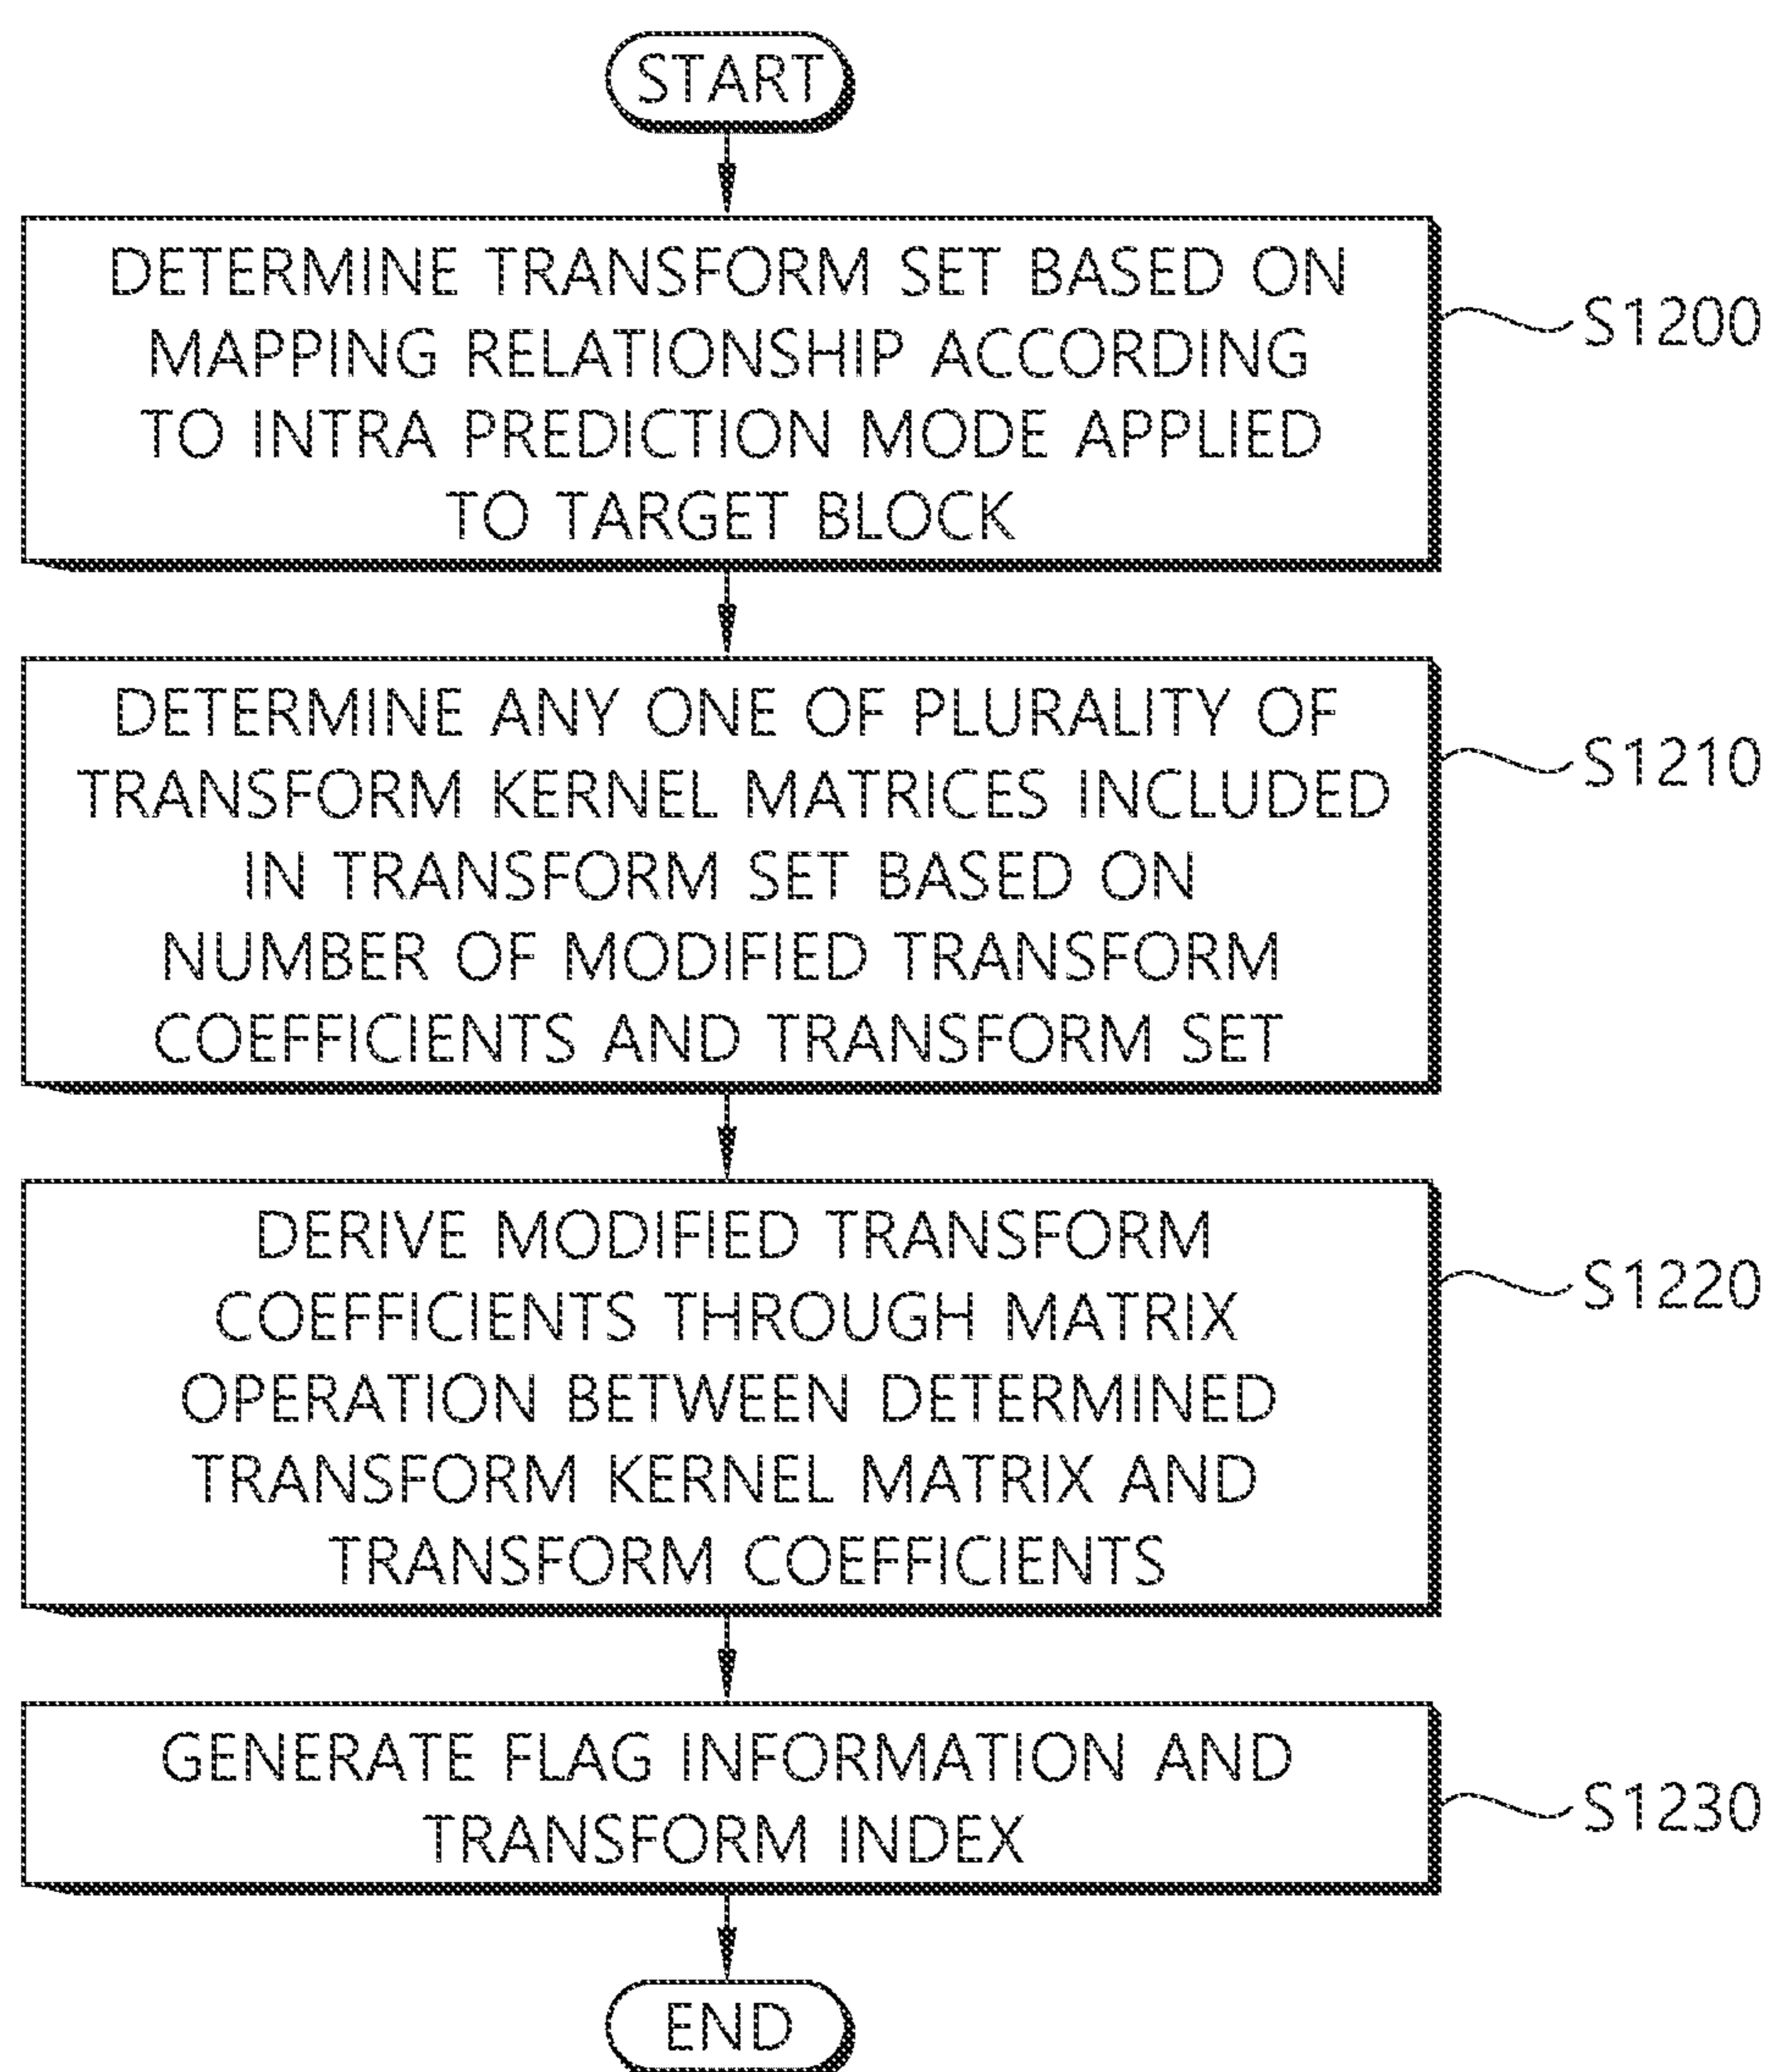 START
DETERMINE TRANSFORM SET BASED ON
MAPPING RELATIONSHIP ACCORDING
TO INTRA PREDICTION MODE APPLIED
TO TARGET BLOCK
S1200
DETERMINE ANY ONE OF PLURALITY OF
TRANSFORM KERNEL MATRICES INCLUDED
IN TRANSFORM SET BASED ON
NUMBER OF MODIFIED TRANSFORM
COEFFICIENTS AND TRANSFORM SET
S1210
DERIVE MODIFIED TRANSFORM
COEFFICIENTS THROUGH MATRIX
OPERATION BETWEEN DETERMINED
TRANSFORM KERNEL MATRIX AND
TRANSFORM COEFFICIENTS
S1220
GENERATE FLAG INFORMATION AND
TRANSFORM INDEX
S1230
END